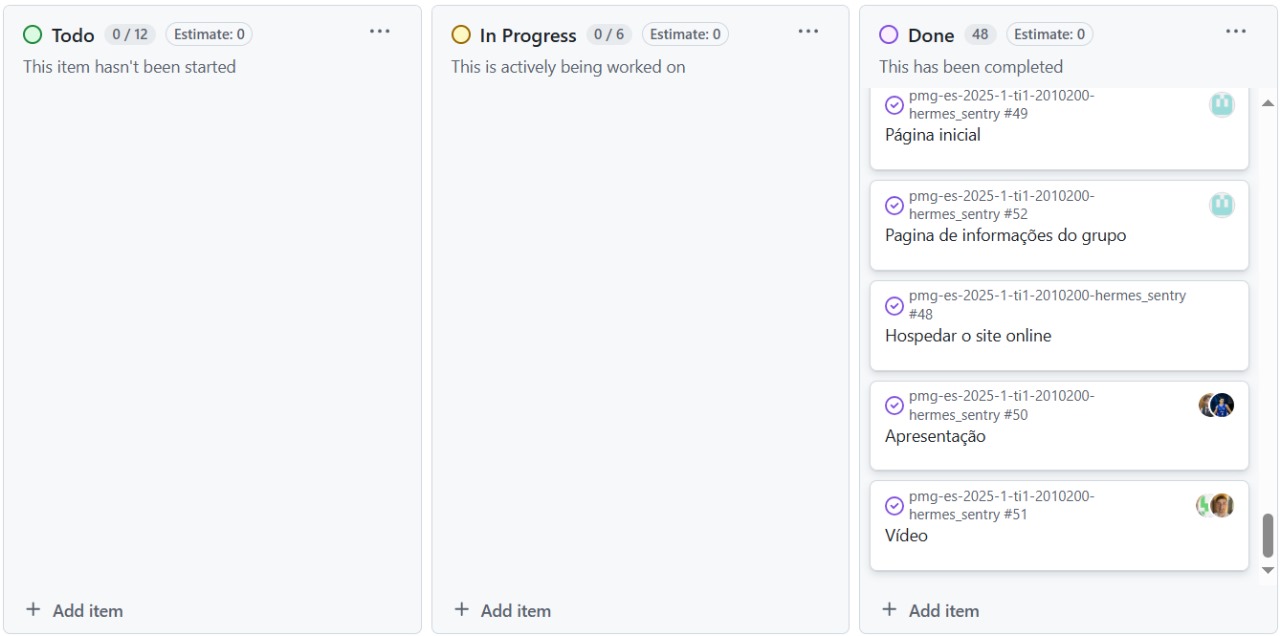 Todo 0 / 12 Estimate: 0
This item hasn't been started
Add item
In Progress 0 / 6 Estimate: 0
This is actively being worked on
Add item
Done 48 Estimate: 0
This has been completed
pmg-es-2025-1-ti1-2010200-
hermes_sentry #49
Página inicial
pmg-es-2025-1-ti1-2010200-
hermes_sentry #52
Pagina de informações do grupo
pmg-es-2025-1-ti1-2010200-hermes_sentry
#48
Hospedar o site online
pmg-es-2025-1-ti1-2010200-
hermes_sentry #50
Apresentação
pmg-es-2025-1-ti1-2010200-
hermes_sentry #51
Vídeo
Add item